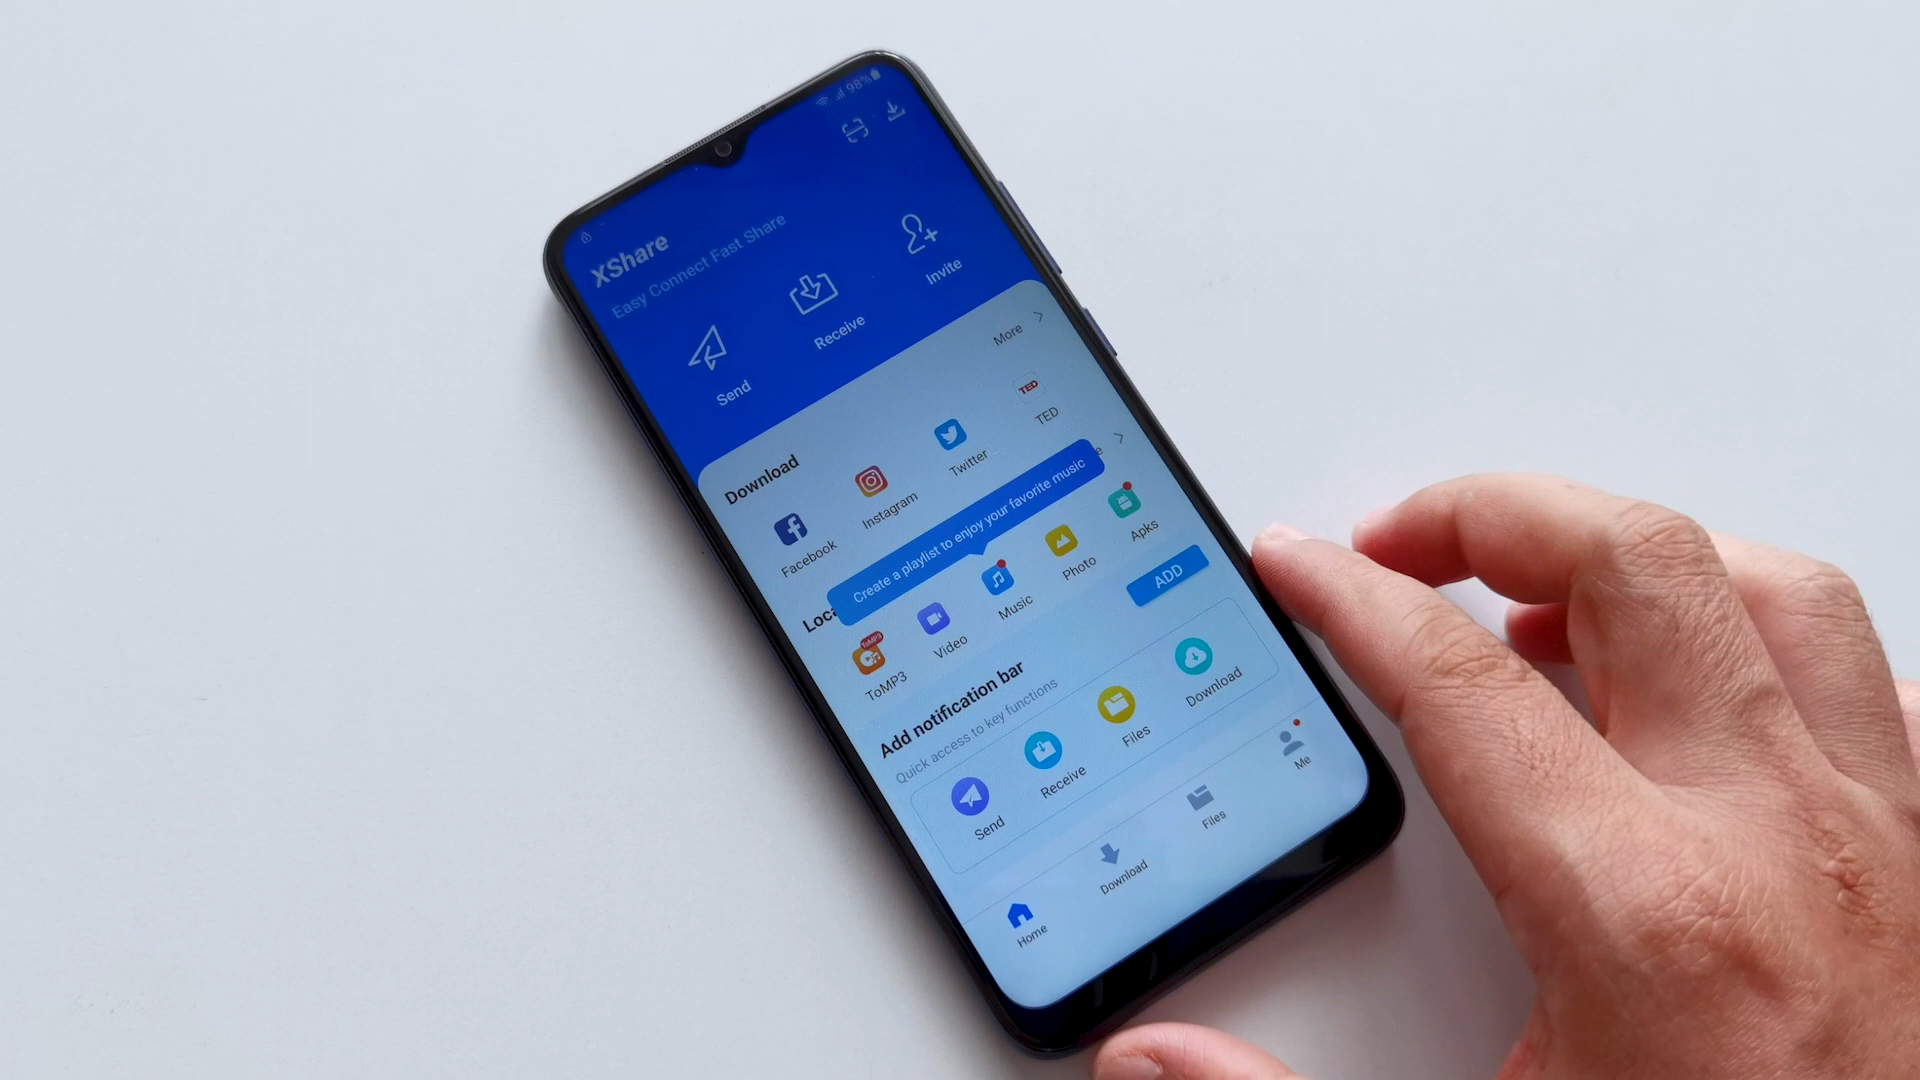 98%
XShare
Easy Connect Fast Share
Send
Receive
Invite
Download
More
Facebook
Instagram
Twitter
TED
TED
Create a playlist to enjoy your favorite music
Loca
e
ToMP3
ToMP3
Video
Music
Photo
Apks
Add notification bar
ADD
Quick access to key functions
Send
Receive
Files
Download
Home
Download
Files
Me